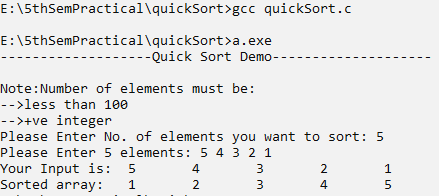 E:\5thSemPractical\quickSort>gcc quickSort.c
E:\5thSemPractical\quickSort>a.exe
-------------------Quick Sort Demo--------------------
Note:Number of elements must be:
-->less than 100
-->+ve integer
Please Enter No. of elements you want to sort: 5
Please Enter 5 elements: 5 4 3 2 1
Your Input is:  5       4       3       2       1
Sorted array:   1       2       3       4       5